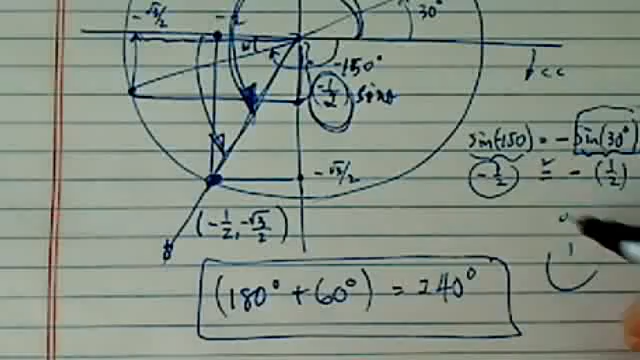 -√3/2
30°
-150°
cc
(-1/2) sinθ
sin(150) = - sin(30°)
-1/2 = - (1/2)
-√3/2
(-1/2, -√3/2)
(180° + 60°) = 240°